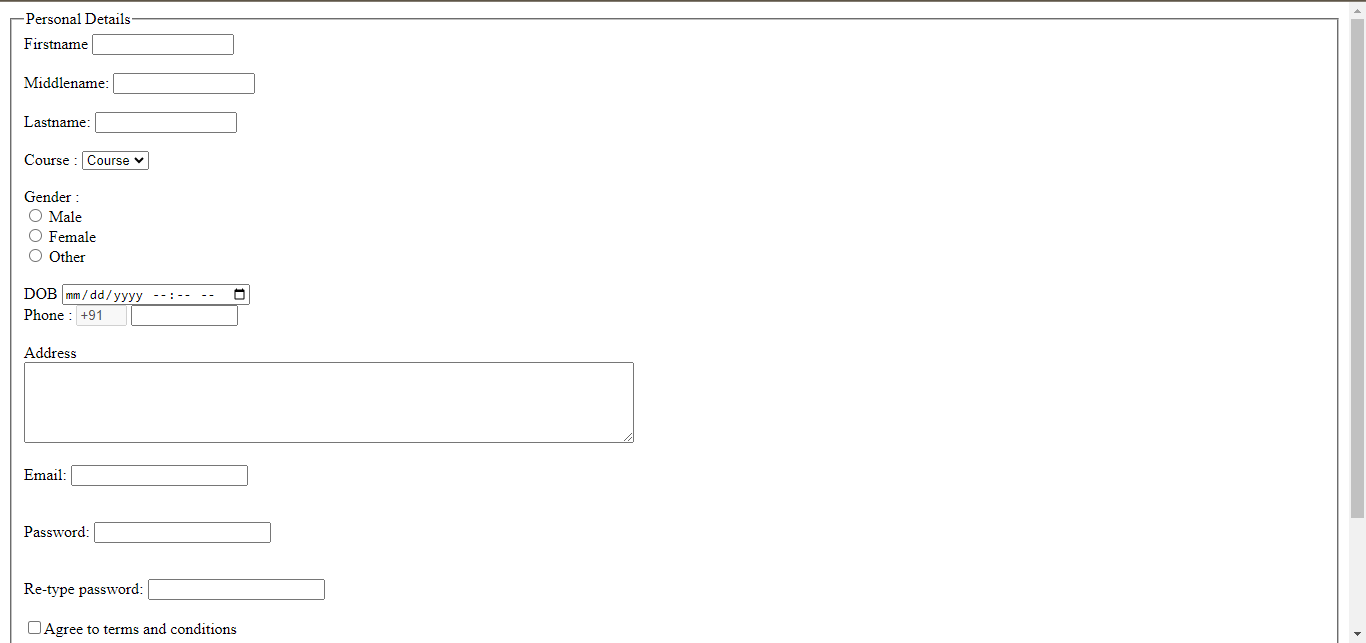 Personal Details
Firstname
Middlename:
Lastname:
Course : Course
Gender :
Male
Female
Other
DOB mm/dd/yyyy --:-- --
Phone : +91
Address
Email:
Password:
Re-type password:
Agree to terms and conditions